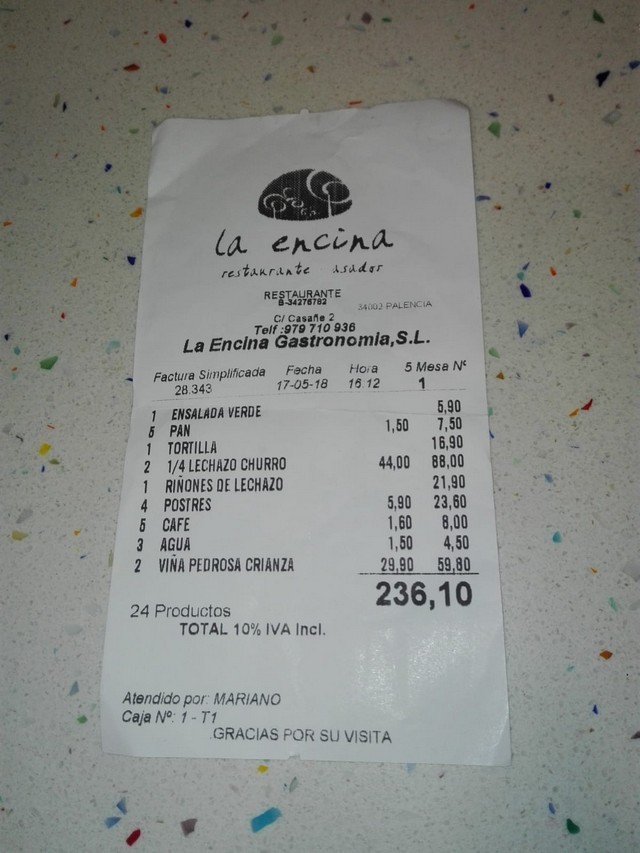 la encina
restaurante asador
RESTAURANTE
B-34276782
34002 PALENCIA
C/ Casañe 2
Telf :979 710 936
La Encina Gastronomia,S.L.
Factura Simplificada Fecha Hora 5 Mesa Nº
28.343 17-05-18 16 12 1
1 ENSALADA VERDE 5,90
5 PAN 1,50 7,50
1 TORTILLA 16,90
2 1/4 LECHAZO CHURRO 44,00 88,00
1 RIÑONES DE LECHAZO 21,90
4 POSTRES 5,90 23,60
5 CAFE 1,60 8,00
3 AGUA 1,50 4,50
2 VIÑA PEDROSA CRIANZA 29,90 59,80
236,10
24 Productos
TOTAL 10% IVA Incl.
Atendido por: MARIANO
Caja Nº: 1 - T1
GRACIAS POR SU VISITA